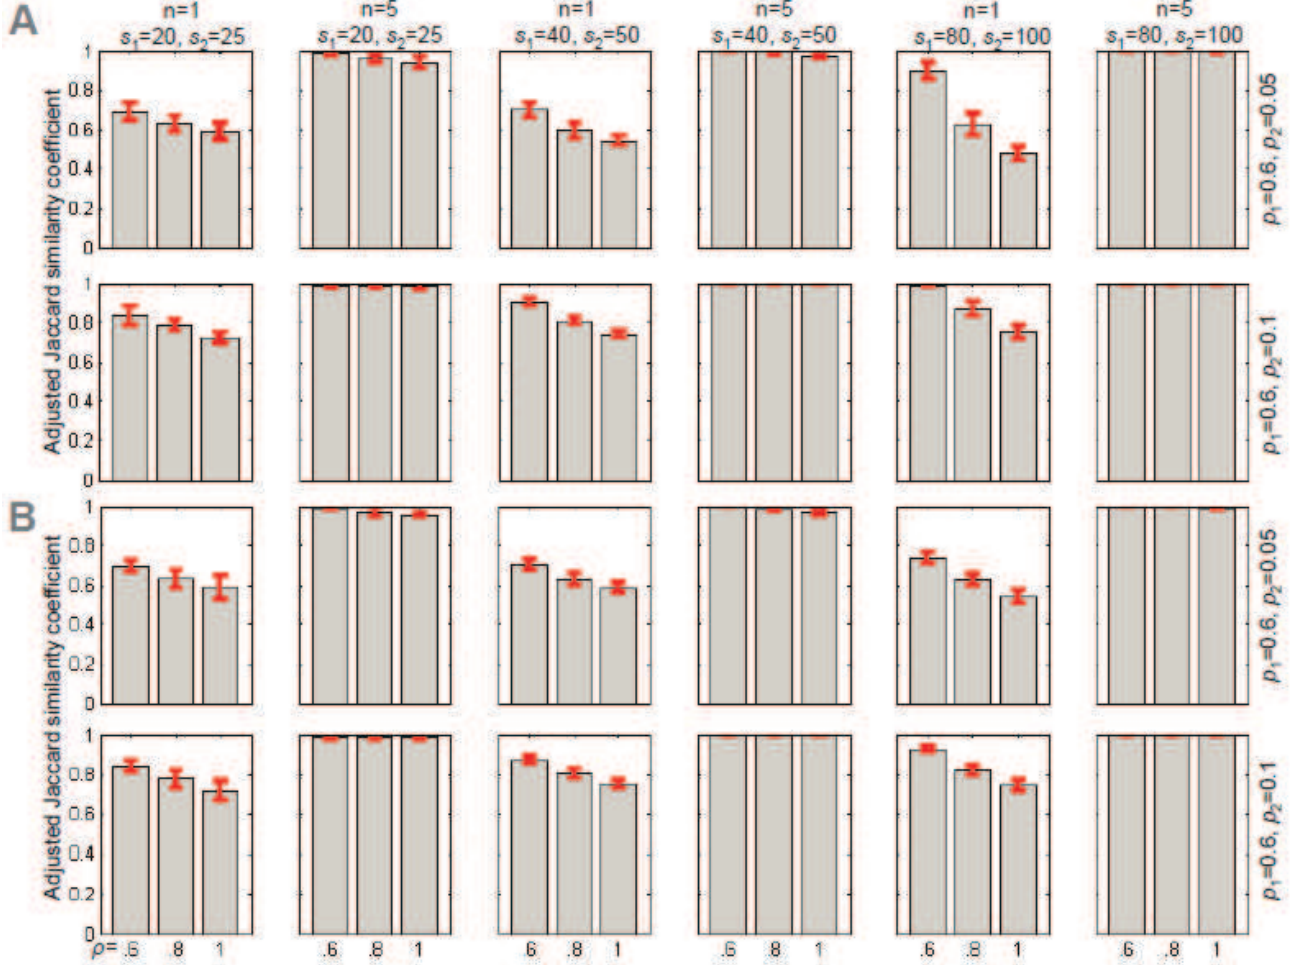 A
n=1 n=5 n=1 n=5 n=1 n=5
s1=20, s2=25 s1=20, s2=25 s1=40, s2=50 s1=40, s2=50 s1=80, s2=100 s1=80, s2=100
Adjusted Jaccard similarity coefficient
1
0.8
0.6
0.4
0.2
0
p1=0.6, p2=0.05
1
0.8
0.6
0.4
0.2
0
p1=0.6, p2=0.1
B
Adjusted Jaccard similarity coefficient
1
0.8
0.6
0.4
0.2
0
p1=0.6, p2=0.05
1
0.8
0.6
0.4
0.2
0
p1=0.6, p2=0.1
ρ= .6 .8 1 .6 .8 1 .6 .8 1 .6 .8 1 .6 .8 1 .6 .8 1